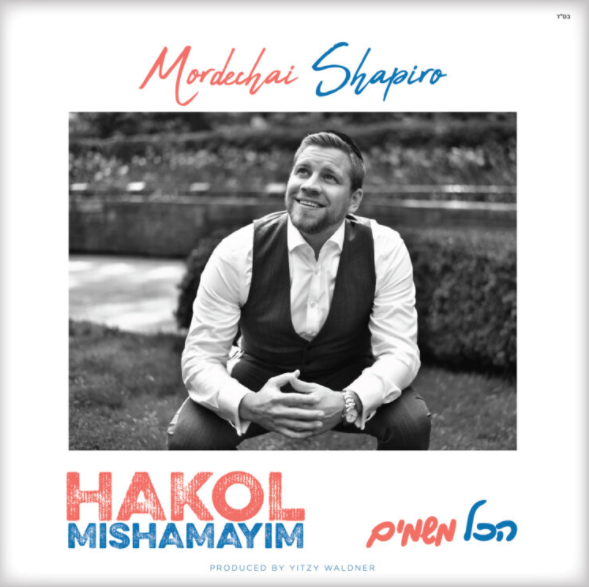 בס"ד
Mordechai Shapiro
HAKOL
MISHAMAYIM
הכל משמים
PRODUCED BY YITZY WALDNER